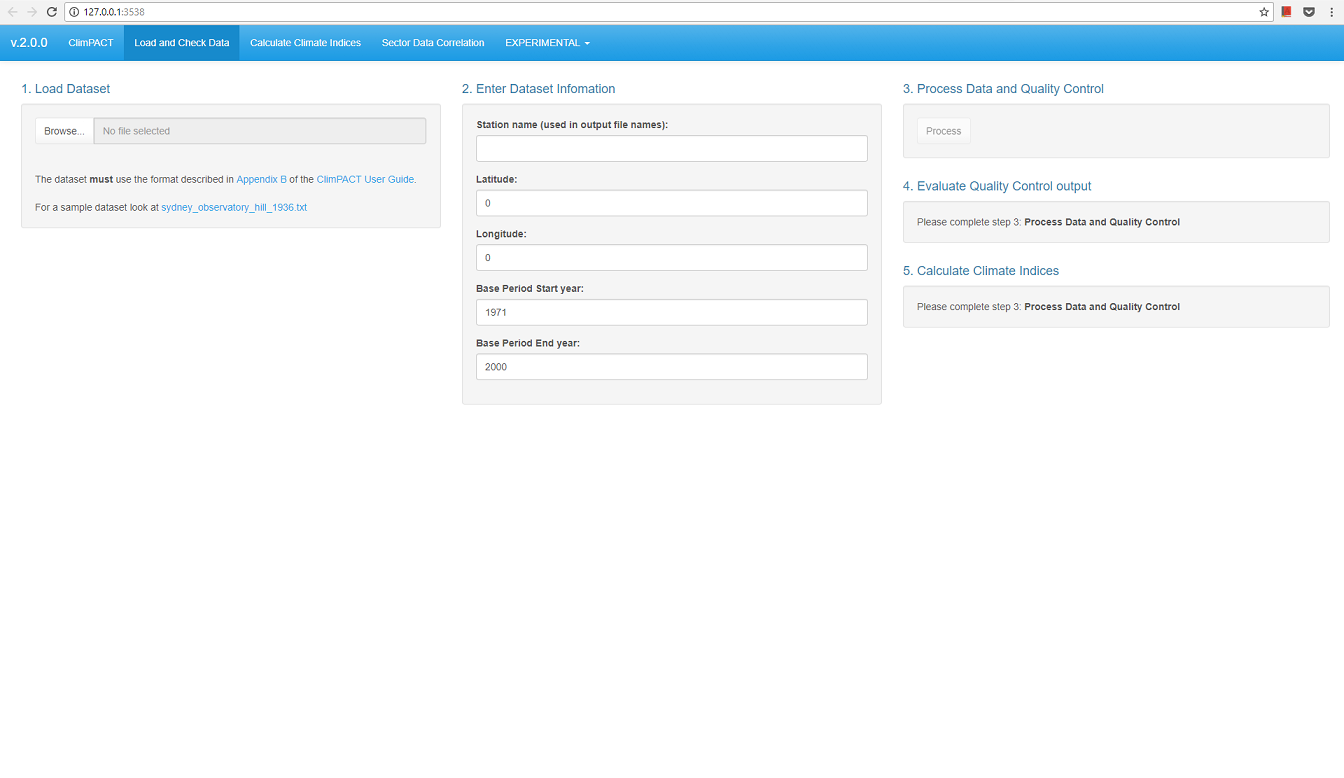 127.0.0.1:3538
v.2.0.0 ClimPACT Load and Check Data Calculate Climate Indices Sector Data Correlation EXPERIMENTAL
1. Load Dataset
Browse... No file selected
The dataset must use the format described in Appendix B of the ClimPACT User Guide.
For a sample dataset look at sydney_observatory_hill_1936.txt
2. Enter Dataset Infomation
Station name (used in output file names):
Latitude:
0
Longitude:
0
Base Period Start year:
1971
Base Period End year:
2000
3. Process Data and Quality Control
Process
4. Evaluate Quality Control output
Please complete step 3: Process Data and Quality Control
5. Calculate Climate Indices
Please complete step 3: Process Data and Quality Control